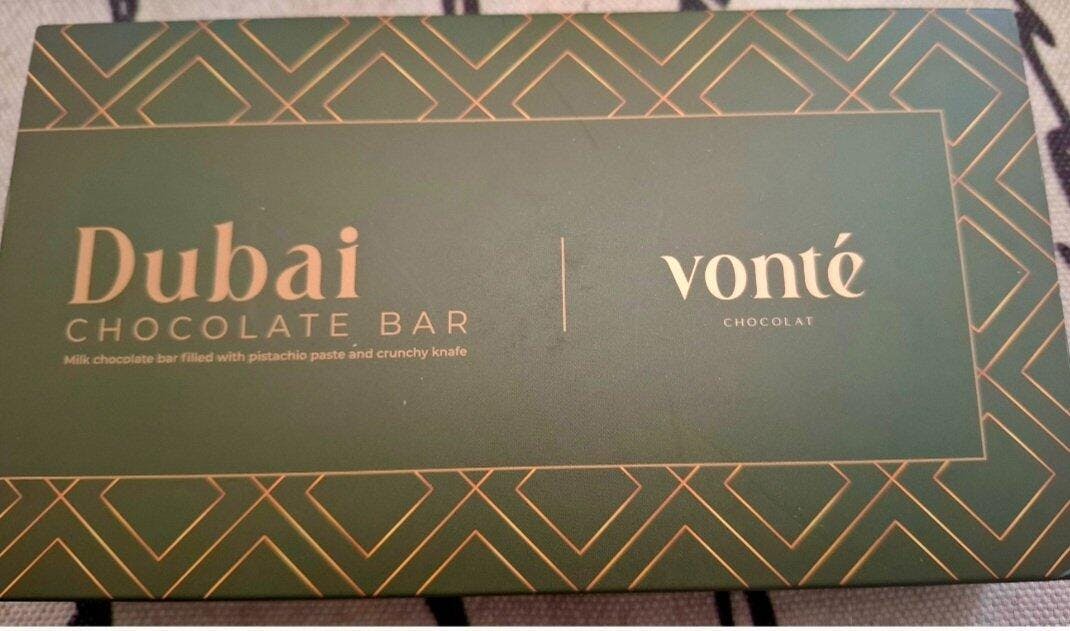 Dubai
CHOCOLATE BAR
Milk chocolate bar filled with pistachio paste and crunchy knafe
vonté
CHOCOLAT